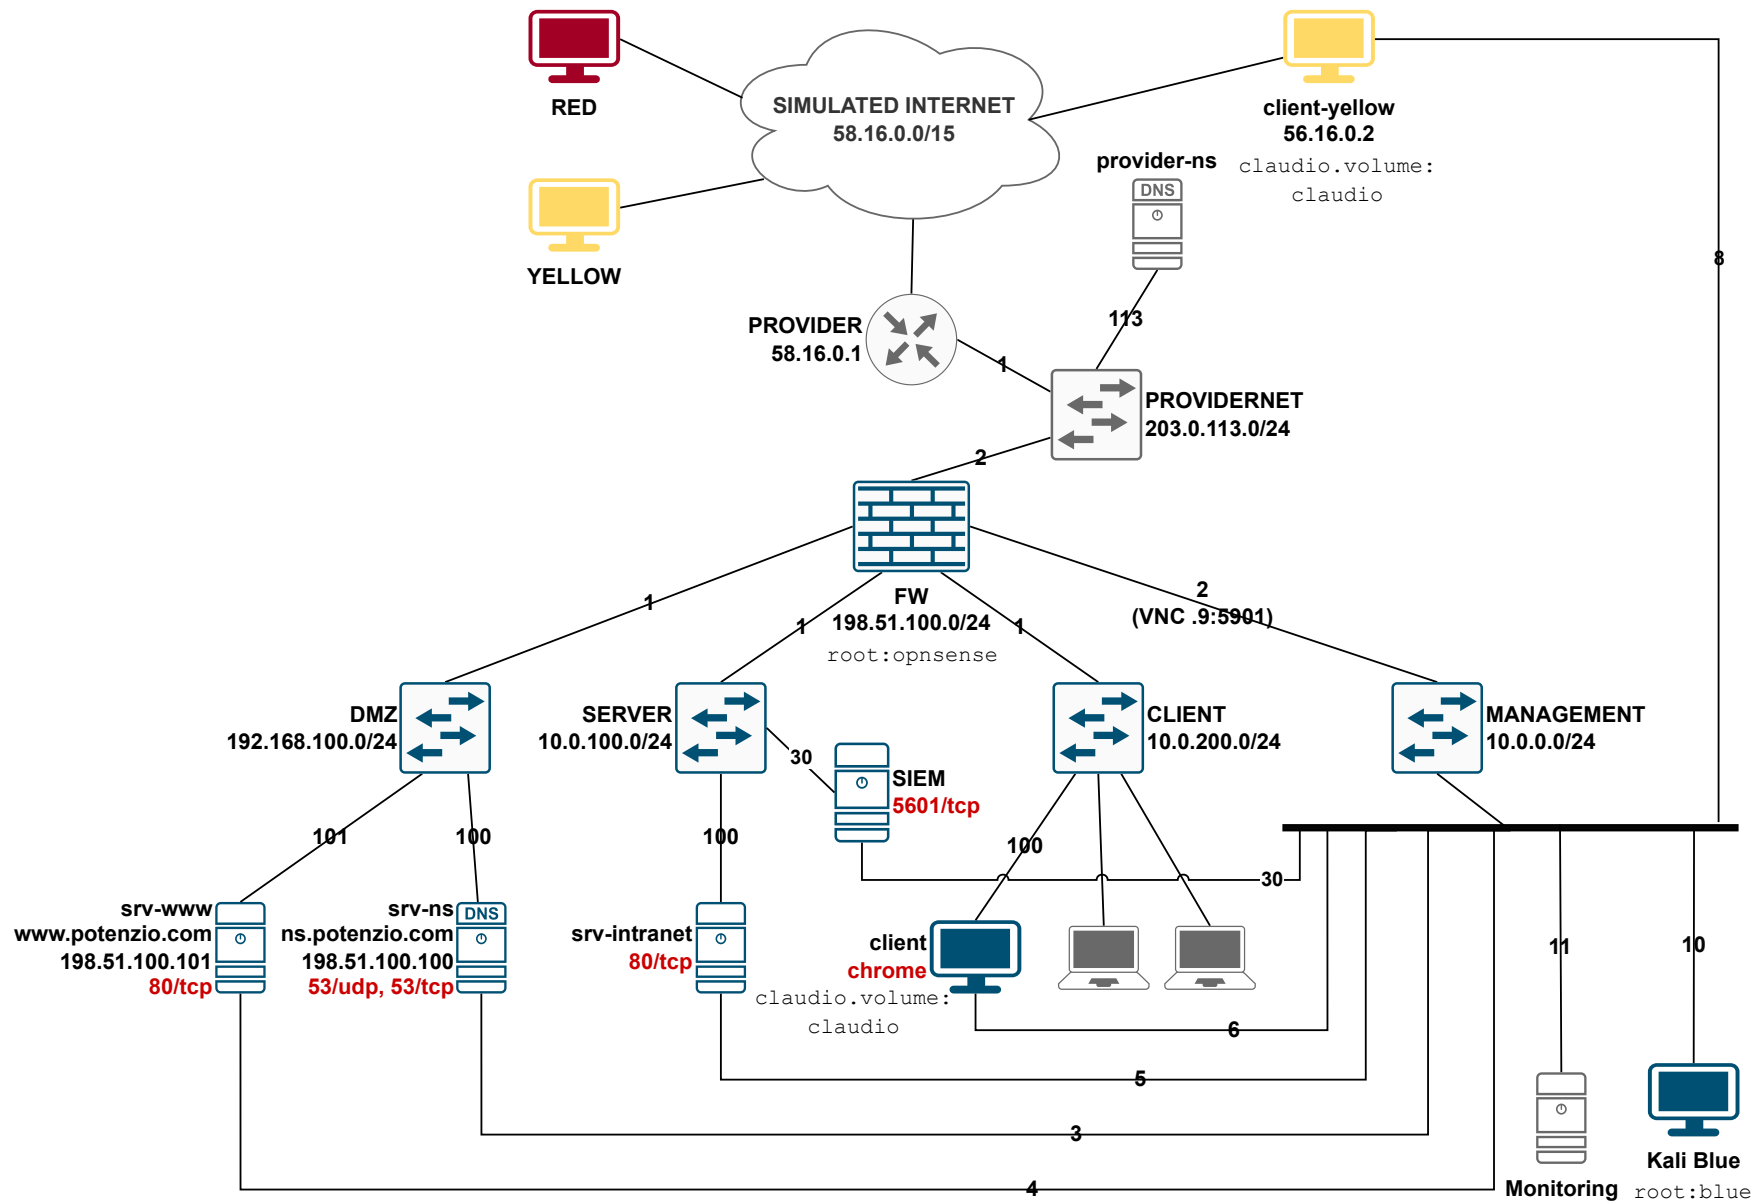 RED
SIMULATED INTERNET
58.16.0.0/15
client-yellow
56.16.0.2
claudio.volume:
claudio
provider-ns
DNS
YELLOW
8
PROVIDER
58.16.0.1
113
1
PROVIDERNET
203.0.113.0/24
2
FW
198.51.100.0/24
root:opnsense
1
1
1
2
(VNC .9:5901)
DMZ
192.168.100.0/24
SERVER
10.0.100.0/24
CLIENT
10.0.200.0/24
MANAGEMENT
10.0.0.0/24
30
SIEM
5601/tcp
101
100
100
100
30
srv-www
www.potenzio.com
198.51.100.101
80/tcp
srv-ns
ns.potenzio.com
198.51.100.100
53/udp, 53/tcp
DNS
srv-intranet
80/tcp
client
chrome
claudio.volume:
claudio
11
10
6
5
3
4
Monitoring
Kali Blue
root:blue